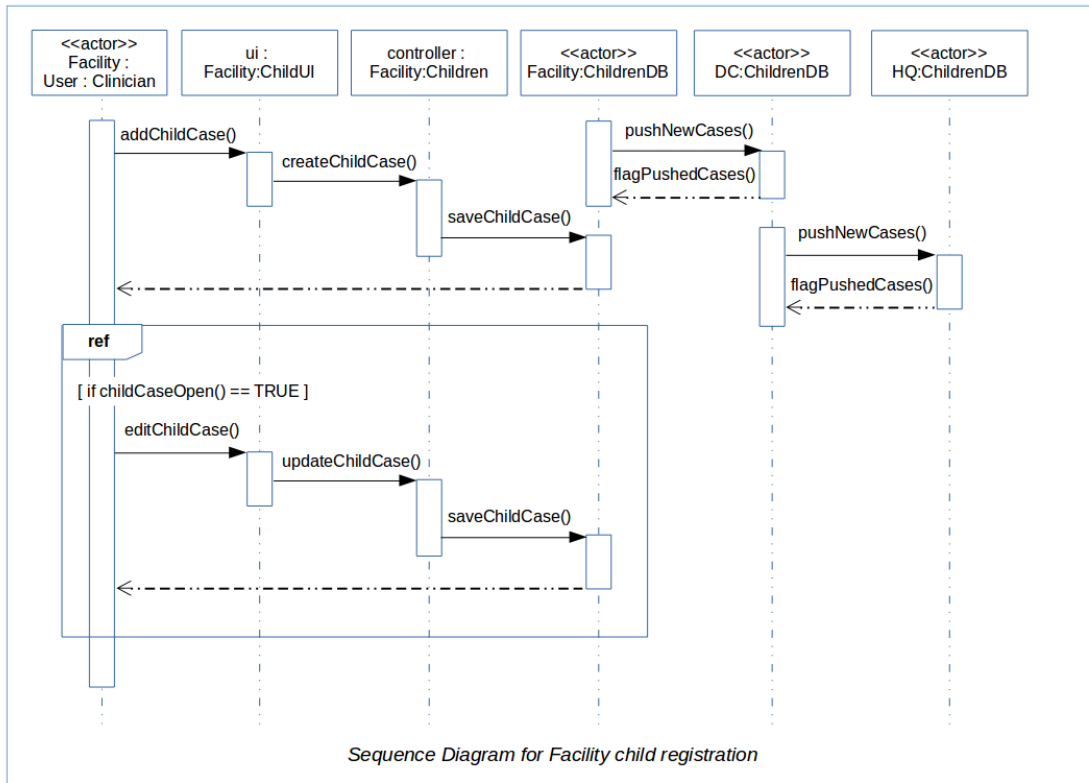 <<actor>>
Facility :
User : Clinician
ui :
Facility:ChildUI
controller :
Facility:Children
<<actor>>
Facility:ChildrenDB
<<actor>>
DC:ChildrenDB
<<actor>>
HQ:ChildrenDB
addChildCase()
createChildCase()
saveChildCase()
pushNewCases()
flagPushedCases()
pushNewCases()
flagPushedCases()
ref
[ if childCaseOpen() == TRUE ]
editChildCase()
updateChildCase()
saveChildCase()
Sequence Diagram for Facility child registration